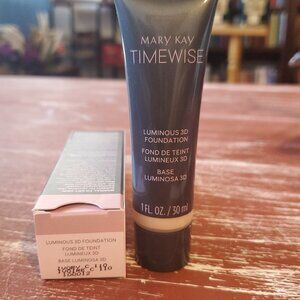 MARY KAY
TIMEWISE
LUMINOUS 3D
FOUNDATION
FOND DE TEINT
LUMINEUX 3D
BASE
LUMINOSA 3D
1 FL. OZ. / 30 ml
LUMINOUS 3D FOUNDATION
FOND DE TEINT
LUMINEUX 3D
BASE LUMINOSA 3D